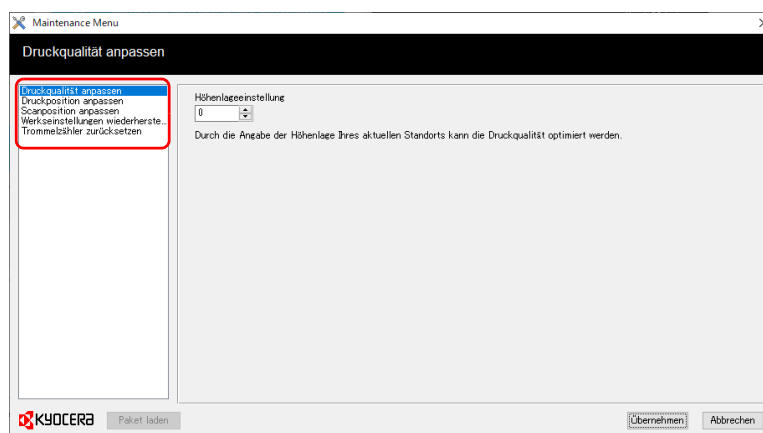 Maintenance Menu
Druckqualität anpassen
Druckqualität anpassen
Druckposition anpassen
Scanposition anpassen
Werkseinstellungen wiederherste...
Trommelzähler zurücksetzen
Höhenlageeinstellung
0
Durch die Angabe der Höhenlage Ihres aktuellen Standorts kann die Druckqualität optimiert werden.
KYOCERA
Paket laden
Übernehmen
Abbrechen